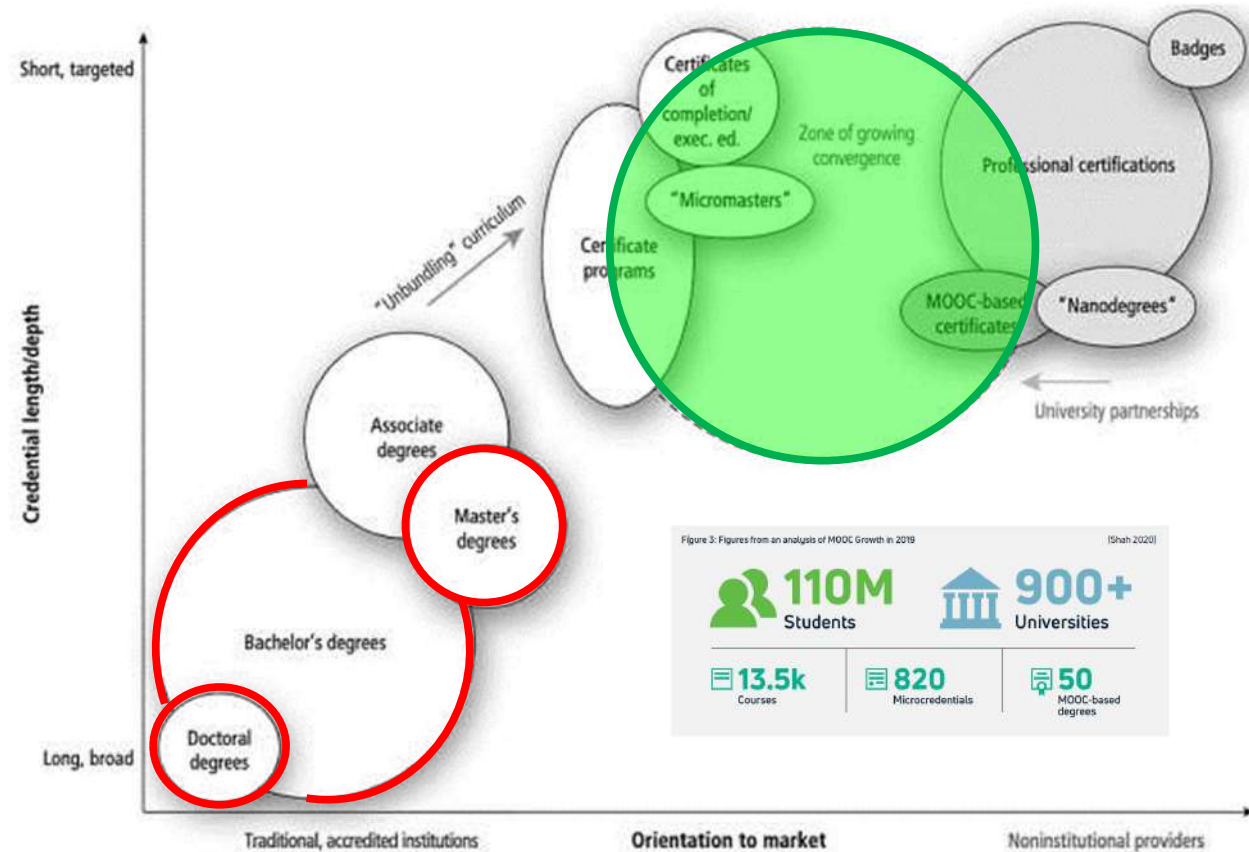 Short, targeted
Certificates
of
completion/
exec. ed.
Badges
Zone of growing
convergence
Professional certifications
"Micromasters"
"Unbundling" curriculum
Certificate
programs
MOOC-based
certificates
"Nanodegrees"
University partnerships
Credential length/depth
Associate
degrees
Master's
degrees
Bachelor's degrees
Doctoral
degrees
Long, broad
Figure 3: Figures from an analysis of MOOC Growth in 2019
(Shah 2020)
110M
Students
900+
Universities
13.5k
Courses
820
Microcredentials
50
MOOC-based
degrees
Traditional, accredited institutions
Orientation to market
Noninstitutional providers